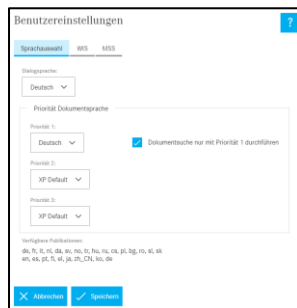 Benutzereinstellungen
?
Sprachauswahl WIS MSS
Dialogsprache:
Deutsch
Priorität Dokumentsprache
Priorität 1:
Deutsch
Dokumentsuche nur mit Priorität 1 durchführen
Priorität 2:
XP Default
Priorität 3:
XP Default
Verfügbare Publikationen:
de, fr, it, nl, da, sv, no, tr, hu, ru, cs, pl, bg, ro, sl, sk
en, es, pt, fi, el, ja, zh_CN, ko, de
Abbrechen Speichern